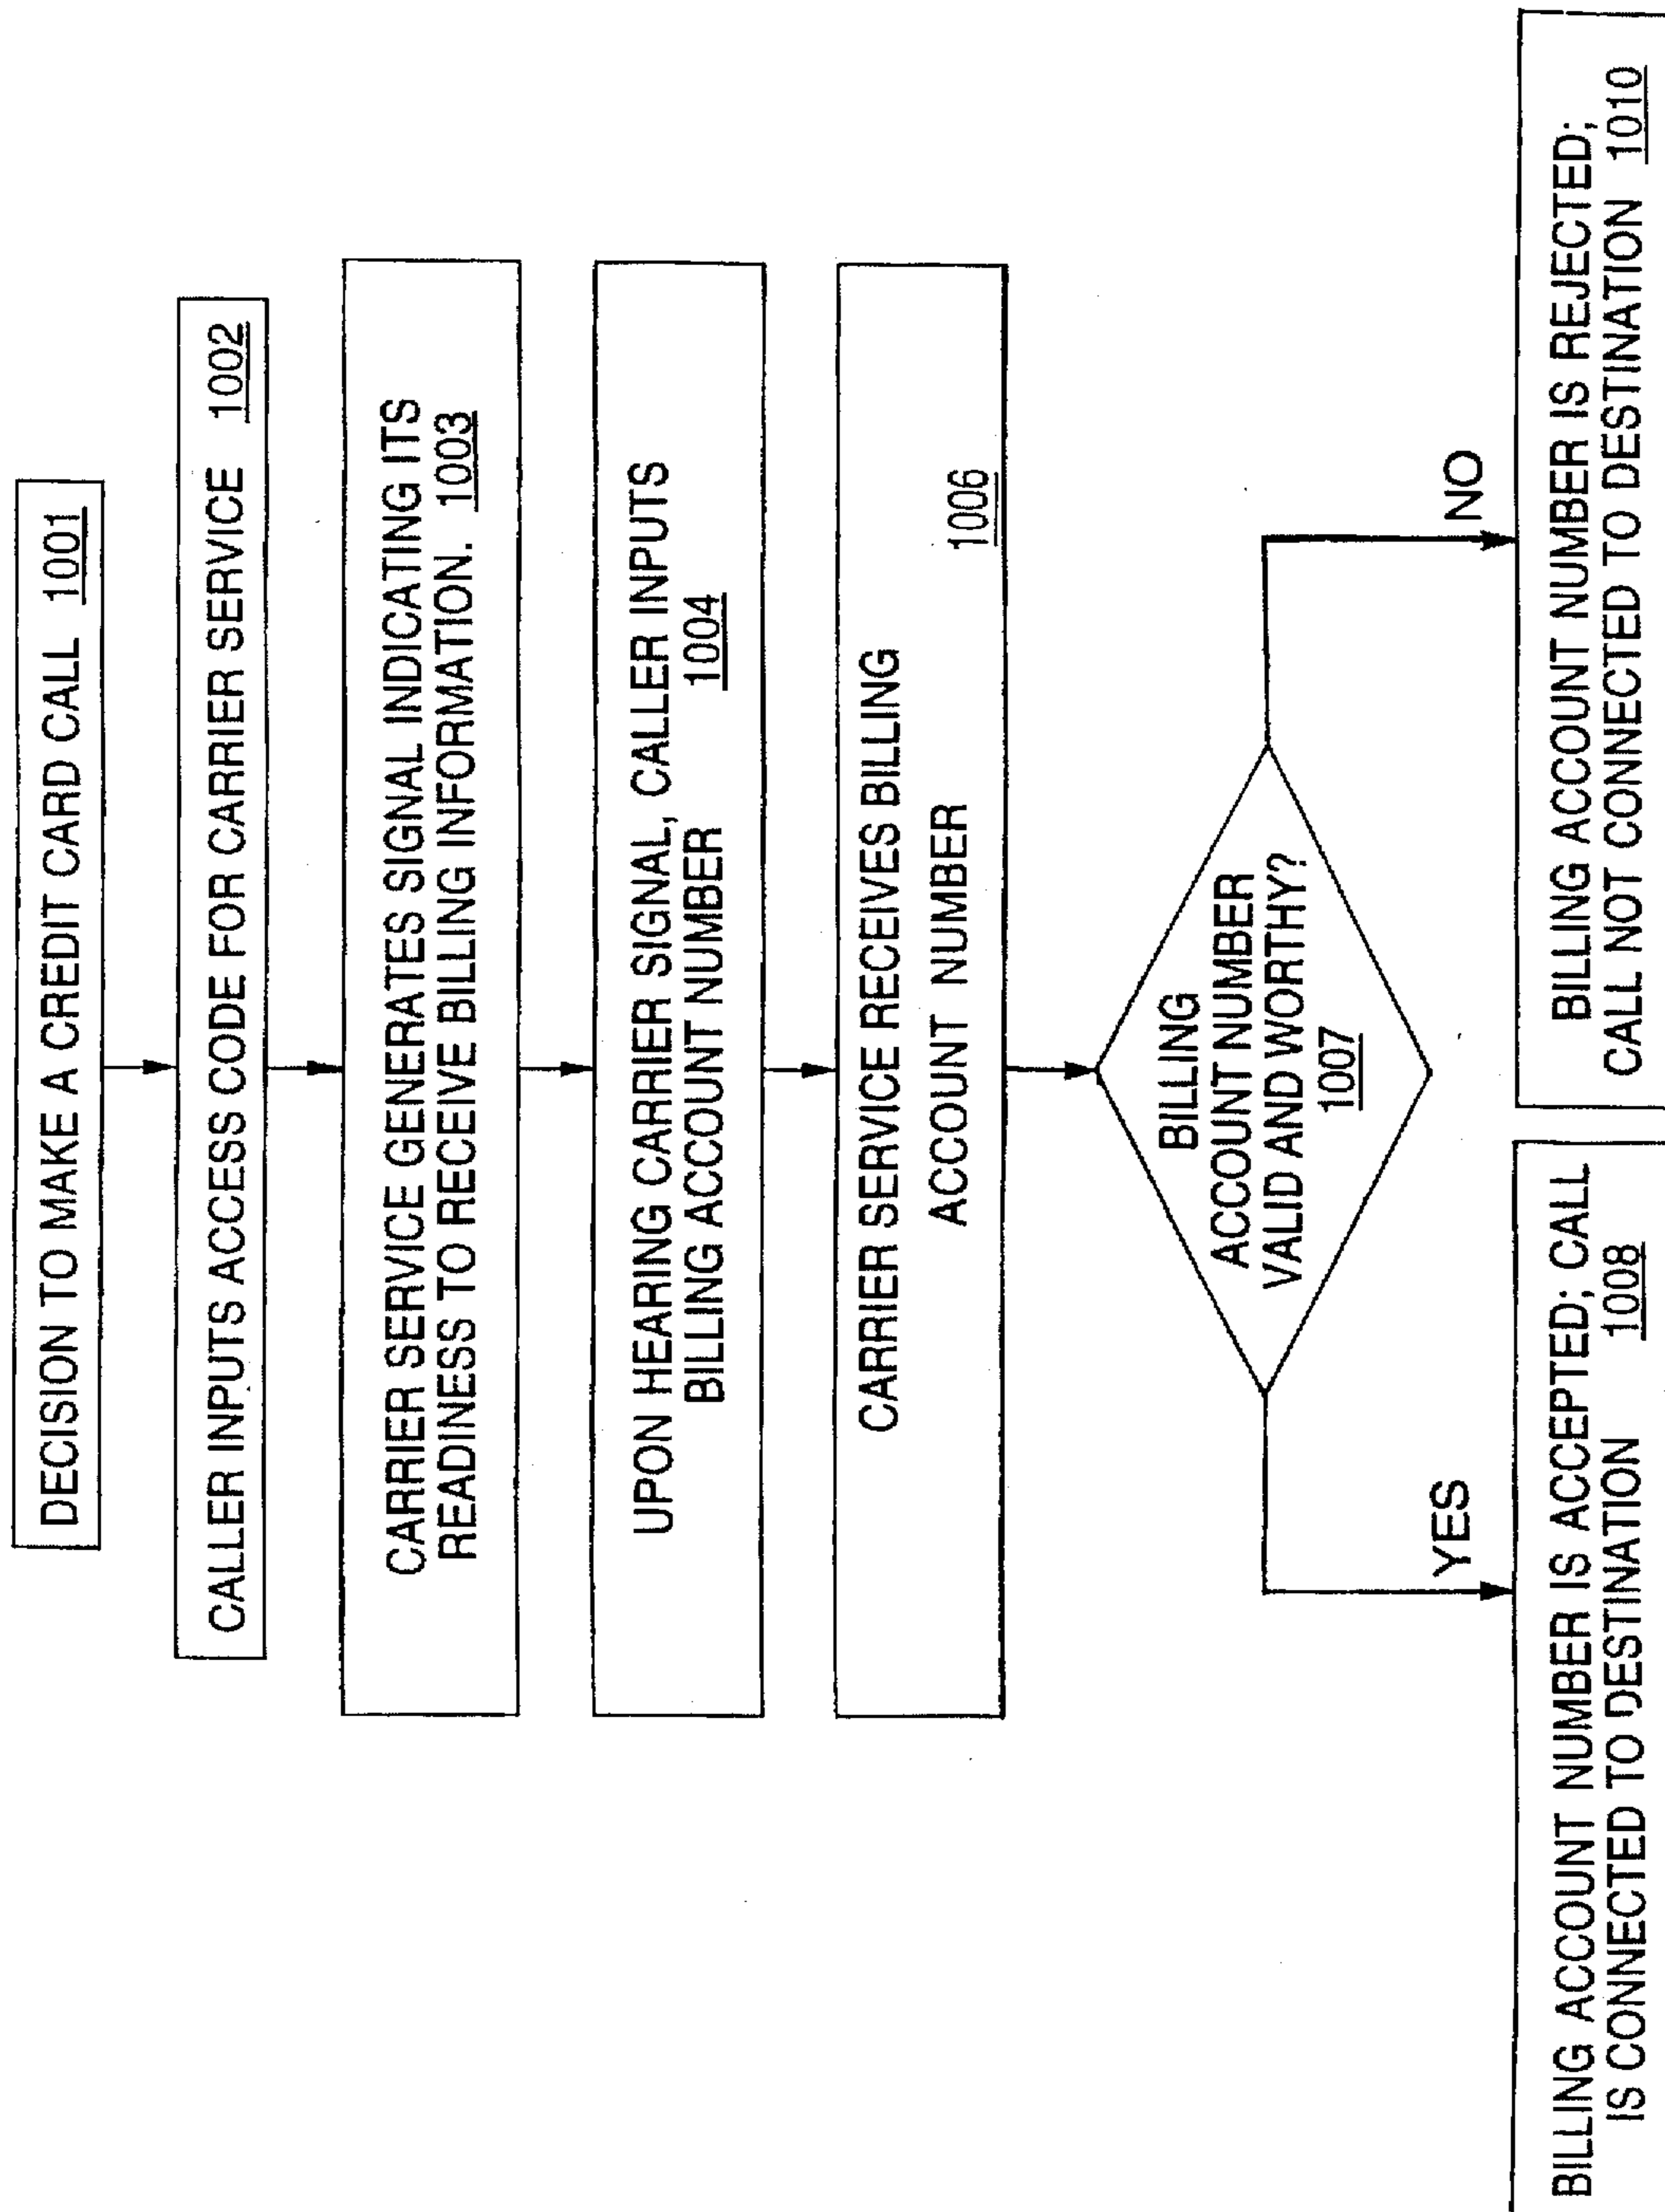 DECISION TO MAKE A CREDIT CARD CALL 1001
CALLER INPUTS ACCESS CODE FOR CARRIER SERVICE 1002
CARRIER SERVICE GENERATES SIGNAL INDICATING ITS
READINESS TO RECEIVE BILLING INFORMATION. 1003
UPON HEARING CARRIER SIGNAL, CALLER INPUTS
BILLING ACCOUNT NUMBER 1004
CARRIER SERVICE RECEIVES BILLING
ACCOUNT NUMBER 1006
BILLING
ACCOUNT NUMBER
VALID AND WORTHY?
1007
YES
NO
BILLING ACCOUNT NUMBER IS ACCEPTED; CALL
IS CONNECTED TO DESTINATION 1008
BILLING ACCOUNT NUMBER IS REJECTED;
CALL NOT CONNECTED TO DESTINATION 1010